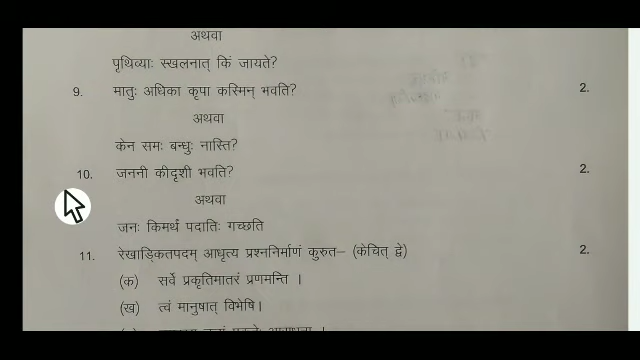 अथवा
पृथिव्याः स्खलनात् किं जायते?
9. मातुः अधिका कृपा कस्मिन् भवति? 2.
अथवा
केन समः बन्धुः नास्ति?
10. जननी कीदृशी भवति? 2.
अथवा
जनः किमर्थं पदातिः गच्छति
11. रेखाड्कितपदम् आधृत्य प्रश्ननिर्माणं कुरुत– (केचित् द्वे) 2.
(क) सर्वे प्रकृतिमातरं प्रणमन्ति ।
(ख) त्वं मानुषात् विभेषि।